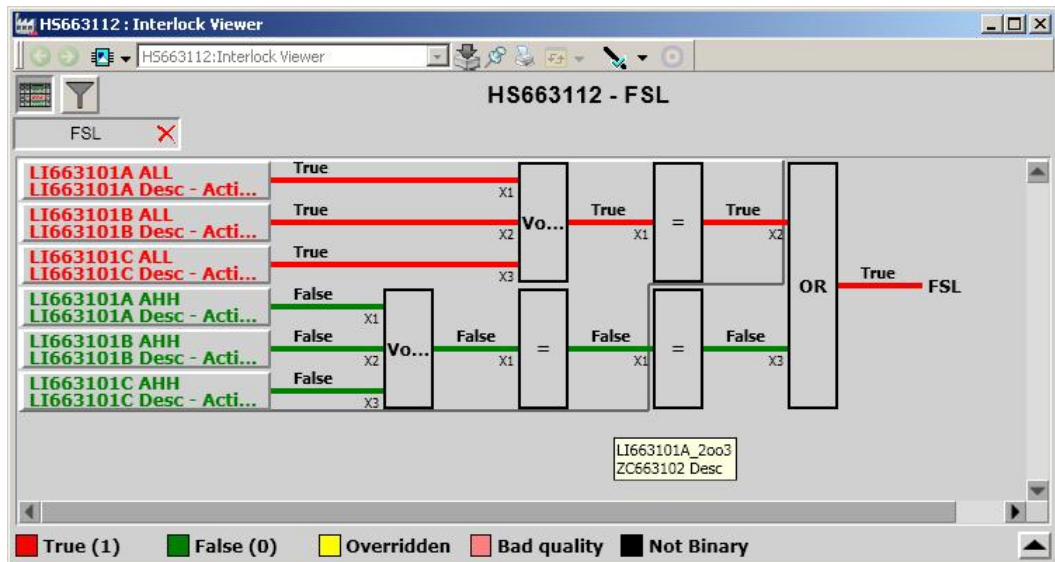 HS663112 : Interlock Viewer
HS663112:Interlock Viewer
HS663112 - FSL
FSL
LI663101A ALL
LI663101A Desc - Acti...
True
X1
LI663101B ALL
LI663101B Desc - Acti...
True
X2
Vo...
True
X1
=
True
X2
LI663101C ALL
LI663101C Desc - Acti...
True
X3
OR
True
FSL
LI663101A AHH
LI663101A Desc - Acti...
False
X1
LI663101B AHH
LI663101B Desc - Acti...
False
X2
Vo...
False
X1
=
False
X1
=
False
X3
LI663101C AHH
LI663101C Desc - Acti...
False
X3
LI663101A_2oo3
ZC663102 Desc
True (1)
False (0)
Overridden
Bad quality
Not Binary